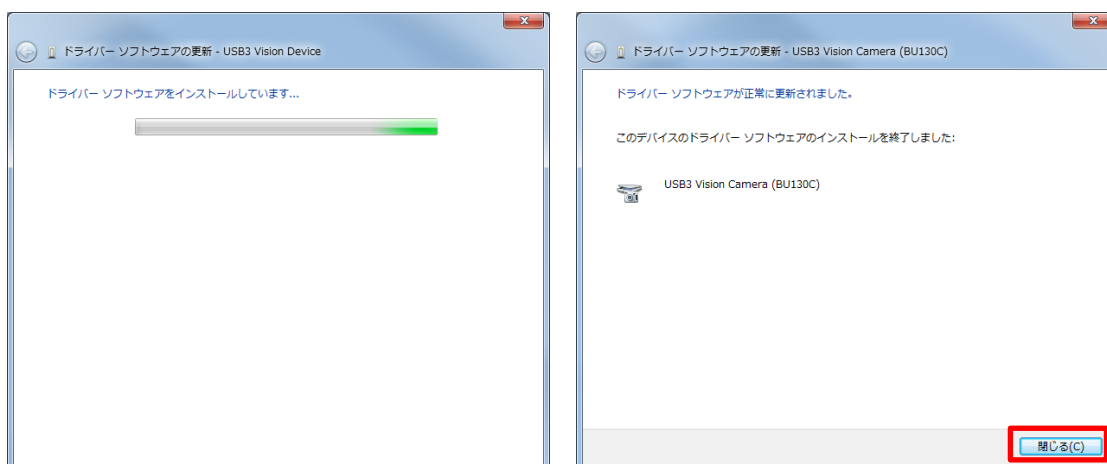 ドライバー ソフトウェアの更新 - USB3 Vision Device
ドライバー ソフトウェアをインストールしています...
ドライバー ソフトウェアの更新 - USB3 Vision Camera (BU130C)
ドライバー ソフトウェアが正常に更新されました。
このデバイスのドライバー ソフトウェアのインストールを終了しました:
USB3 Vision Camera (BU130C)
閉じる(C)